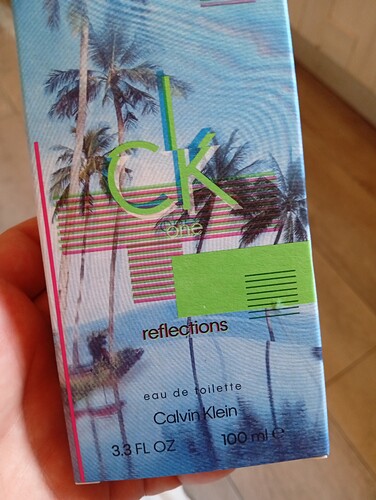 CK
one
reflections
eau de toilette
Calvin Klein
3.3 FL OZ 100 ml ℮